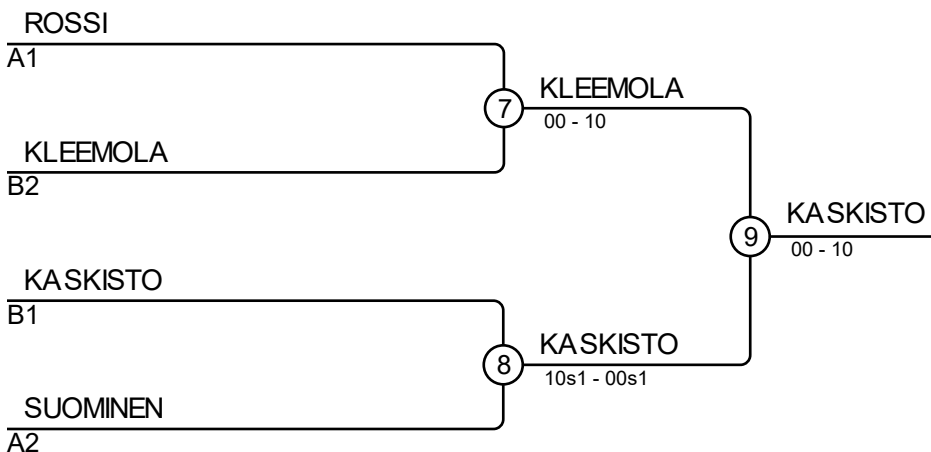 ROSSI
A1
7
KLEEMOLA
00 - 10
KLEEMOLA
B2
9
KASKISTO
00 - 10
KASKISTO
B1
8
KASKISTO
10s1 - 00s1
SUOMINEN
A2